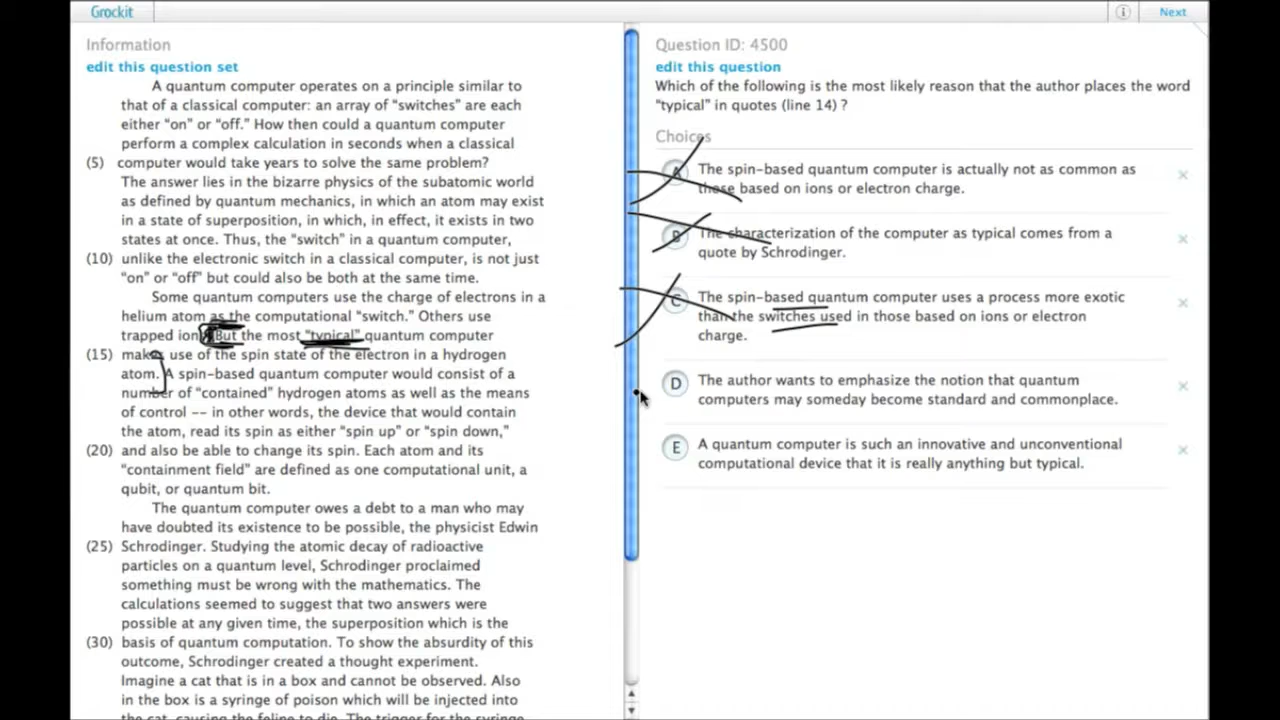 Grockit
Next
Information
edit this question set
A quantum computer operates on a principle similar to
that of a classical computer: an array of “switches” are each
either “on” or “off.” How then could a quantum computer
perform a complex calculation in seconds when a classical
(5) computer would take years to solve the same problem?
The answer lies in the bizarre physics of the subatomic world
as defined by quantum mechanics, in which an atom may exist
in a state of superposition, in which, in effect, it exists in two
states at once. Thus, the “switch” in a quantum computer,
(10) unlike the electronic switch in a classical computer, is not just
“on” or “off” but could also be both at the same time.
Some quantum computers use the charge of electrons in a
helium atom as the computational “switch.” Others use
trapped ions. But the most “typical” quantum computer
(15) makes use of the spin state of the electron in a hydrogen
atom. A spin-based quantum computer would consist of a
number of “contained” hydrogen atoms as well as the means
of control -- in other words, the device that would contain
the atom, read its spin as either “spin up” or “spin down,”
(20) and also be able to change its spin. Each atom and its
“containment field” are defined as one computational unit, a
qubit, or quantum bit.
The quantum computer owes a debt to a man who may
have doubted its existence to be possible, the physicist Edwin
(25) Schrodinger. Studying the atomic decay of radioactive
particles on a quantum level, Schrodinger proclaimed
something must be wrong with the mathematics. The
calculations seemed to suggest that two answers were
possible at any given time, the superposition which is the
(30) basis of quantum computation. To show the absurdity of this
outcome, Schrodinger created a thought experiment.
Imagine a cat that is in a box and cannot be observed. Also
in the box is a syringe of poison which will be injected into
the cat, causing the feline to die. The trigger for the syringe
Question ID: 4500
edit this question
Which of the following is the most likely reason that the author places the word
“typical” in quotes (line 14) ?
Choices
A The spin-based quantum computer is actually not as common as
those based on ions or electron charge.
B The characterization of the computer as typical comes from a
quote by Schrodinger.
C The spin-based quantum computer uses a process more exotic
than the switches used in those based on ions or electron
charge.
D The author wants to emphasize the notion that quantum
computers may someday become standard and commonplace.
E A quantum computer is such an innovative and unconventional
computational device that it is really anything but typical.